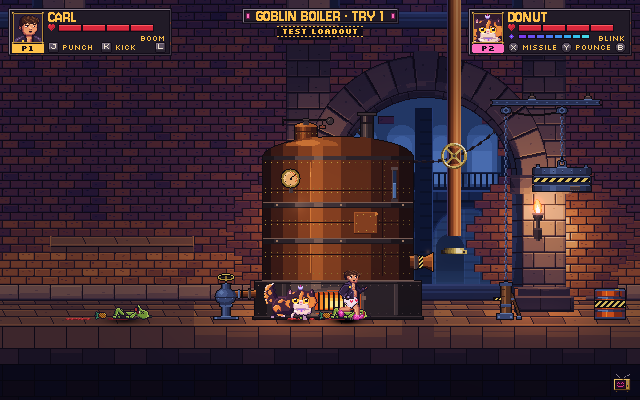 CARL
BOOM
P1
J PUNCH K KICK L
GOBLIN BOILER · TRY 1
TEST LOADOUT
DONUT
BLINK
P2
X MISSILE Y POUNCE B